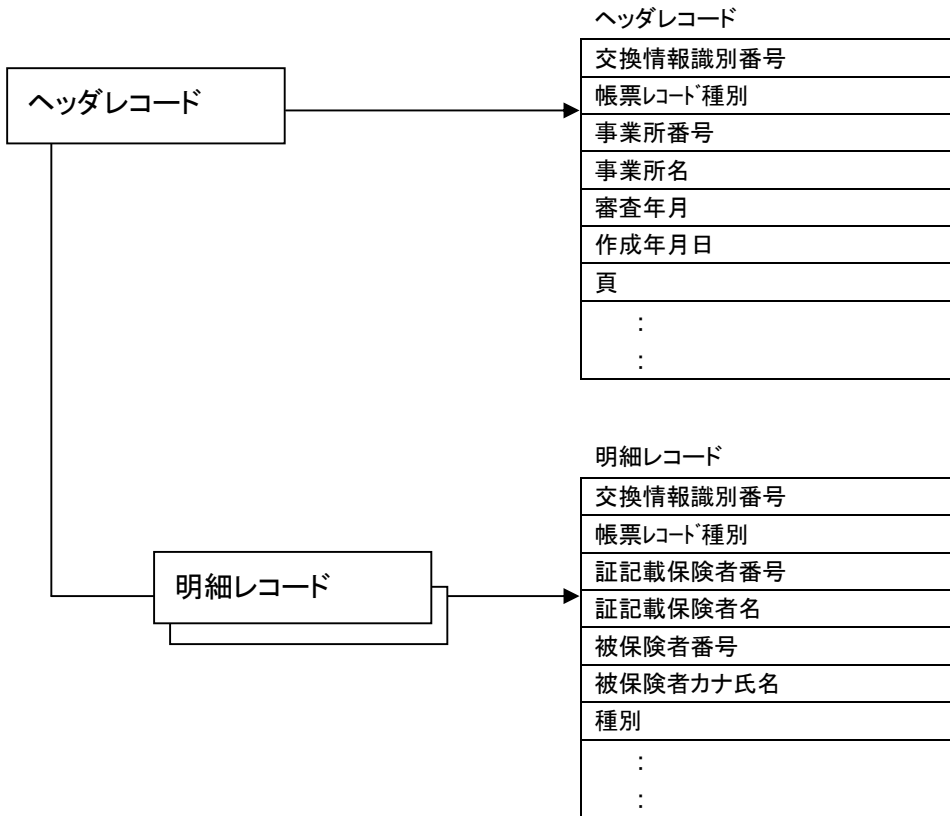 ヘッダレコード
ヘッダレコード
交換情報識別番号
帳票ﾚｺｰﾄﾞ種別
事業所番号
事業所名
審査年月
作成年月日
頁
:
:
明細レコード
明細レコード
交換情報識別番号
帳票ﾚｺｰﾄﾞ種別
証記載保険者番号
証記載保険者名
被保険者番号
被保険者カナ氏名
種別
:
: